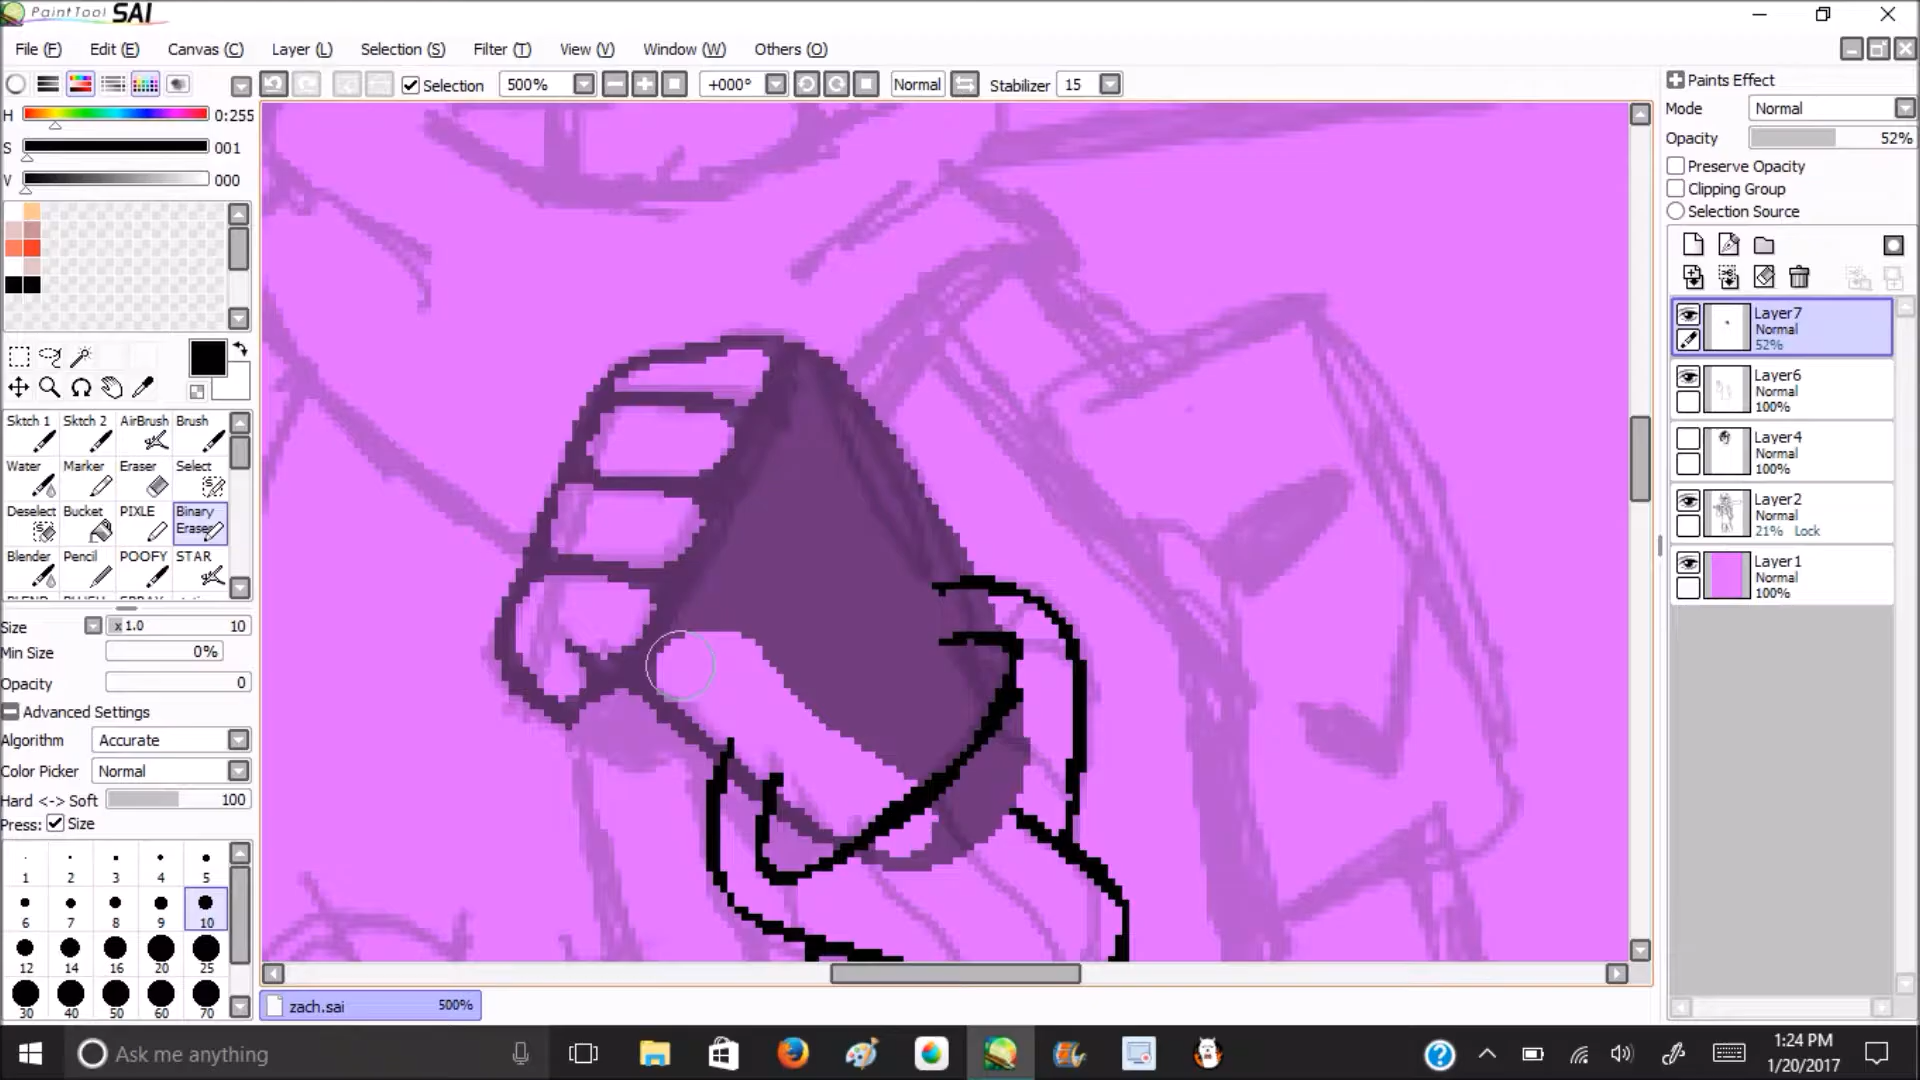 PaintTool SAI
File (F) Edit (E) Canvas (C) Layer (L) Selection (S) Filter (T) View (V) Window (W) Others (O)
Selection 500% +000° Normal Stabilizer 15
H 0:255
S 001
V 000
Sktch 1 Sktch 2 AirBrush Brush
Water Marker Eraser Select
Deselect Bucket PIXLE Binary Eraser
Blender Pencil POOFY STAR
Size x 1.0 10
Min Size 0%
Opacity 0
Advanced Settings
Algorithm Accurate
Color Picker Normal
Hard <-> Soft 100
Press: Size
1 2 3 4 5
6 7 8 9 10
12 14 16 20 25
30 40 50 60 70
zach.sai 500%
Paints Effect
Mode Normal
Opacity 52%
Preserve Opacity
Clipping Group
Selection Source
Layer7
Normal
52%
Layer6
Normal
100%
Layer4
Normal
100%
Layer2
Normal
21% Lock
Layer1
Normal
100%
Ask me anything
1:24 PM
1/20/2017